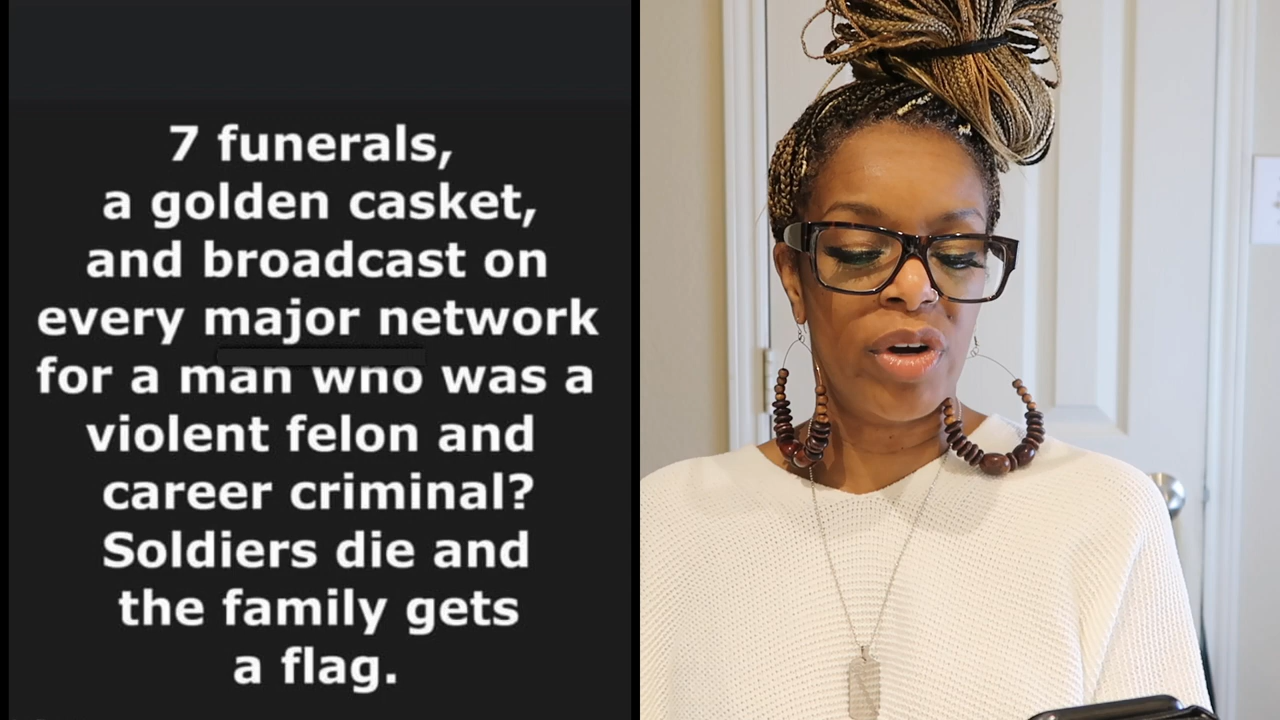 7 funerals,
a golden casket,
and broadcast on
every major network
for a man who was a
violent felon and
career criminal?
Soldiers die and
the family gets
a flag.